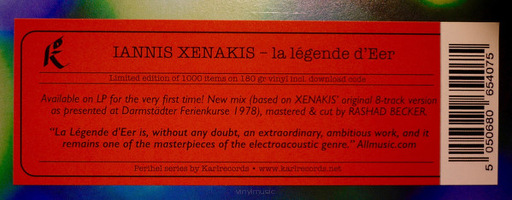 IANNIS XENAKIS – la légende d'Eer
Limited edition of 1000 items on 180 gr vinyl incl. download code
Available on LP for the very first time! New mix (based on XENAKIS' original 8-track version
as presented at Darmstädter Ferienkurse 1978), mastered & cut by RASHAD BECKER.
"La Légende d'Eer is, without any doubt, an extraordinary, ambitious work, and it
remains one of the masterpieces of the electroacoustic genre." Allmusic.com
Perihel series by Karlrecords • www.karlrecords.net
5 050680 654075
vinylmusic